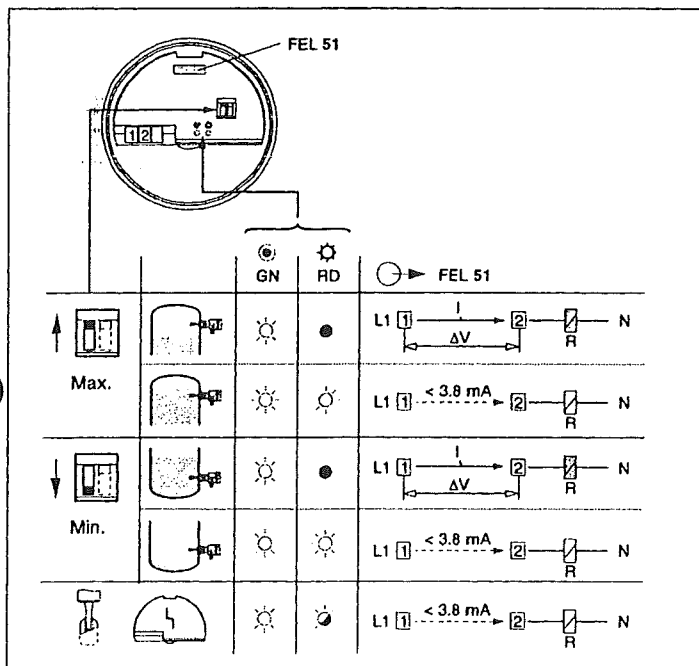 FEL 51
1 2
GN RD FEL 51
Max.
L1 1 I 2 N
ΔV R
L1 1 < 3.8 mA 2 N
R
Min.
L1 1 I 2 N
ΔV R
L1 1 < 3.8 mA 2 N
R
L1 1 < 3.8 mA 2 N
R